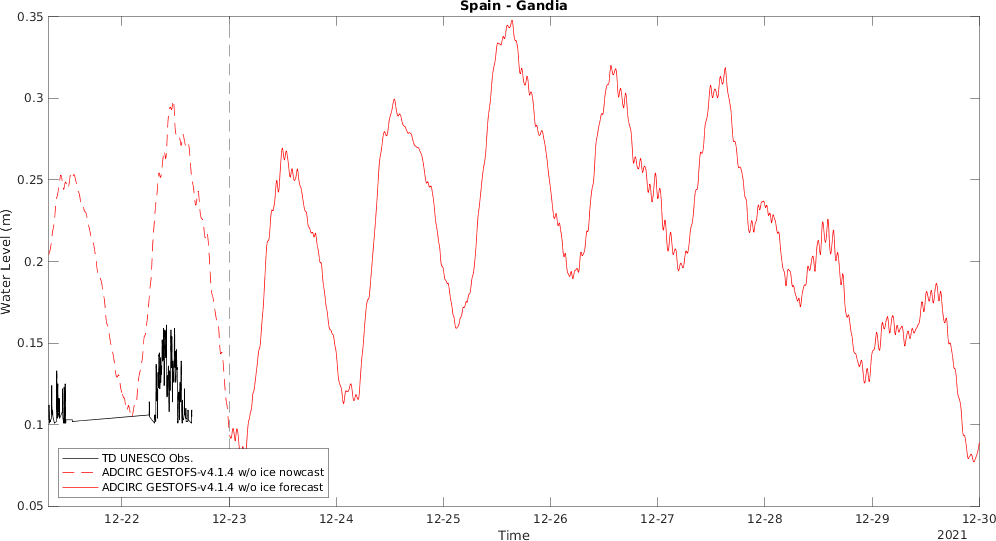 Spain - Gandia
0.35
0.3
0.25
0.2
0.15
0.1
0.05
Water Level (m)
TD UNESCO Obs.
ADCIRC GESTOFS-v4.1.4 w/o ice nowcast
ADCIRC GESTOFS-v4.1.4 w/o ice forecast
12-22 12-23 12-24 12-25 12-26 12-27 12-28 12-29 12-30
Time
2021